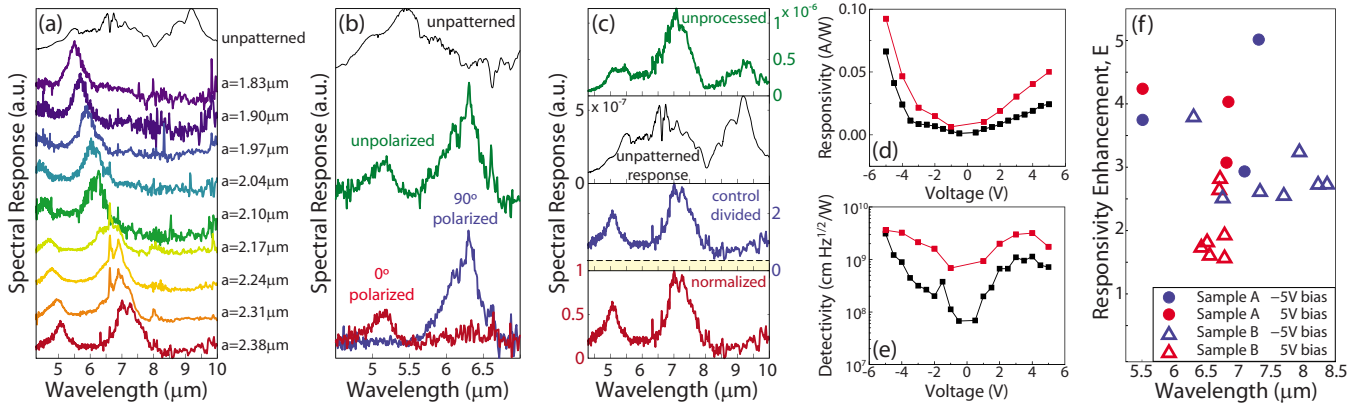 (a)
unpatterned
a=1.83μm
a=1.90μm
a=1.97μm
a=2.04μm
a=2.10μm
a=2.17μm
a=2.24μm
a=2.31μm
a=2.38μm
Spectral Response (a.u.)
5 6 7 8 9 10
Wavelength (μm)
(b)
unpatterned
unpolarized
90º
polarized
0º
polarized
Spectral Response (a.u.)
5 5.5 6 6.5
Wavelength (μm)
(c)
unprocessed
x 10⁻⁶
1
0.5
0
5 x 10⁻⁷
unpatterned
response
0
control
divided
2
0
1
normalized
0.5
0
Spectral Response (a.u.)
5 6 7 8 9 10
Wavelength (μm)
0.10
0.05
0.00
Responsivity (A/W)
(d)
6 -4 -2 0 2 4 6
Voltage (V)
10¹⁰
10⁹
10⁸
10⁷
Detectivity (cm Hz¹/²/W)
(e)
6 -4 -2 0 2 4 6
Voltage (V)
(f)
5
4
3
2
1
Responsivity Enhancement, E
Sample A −5V bias
Sample A 5V bias
Sample B −5V bias
Sample B 5V bias
5.5 6 6.5 7 7.5 8 8.5
Wavelength (μm)